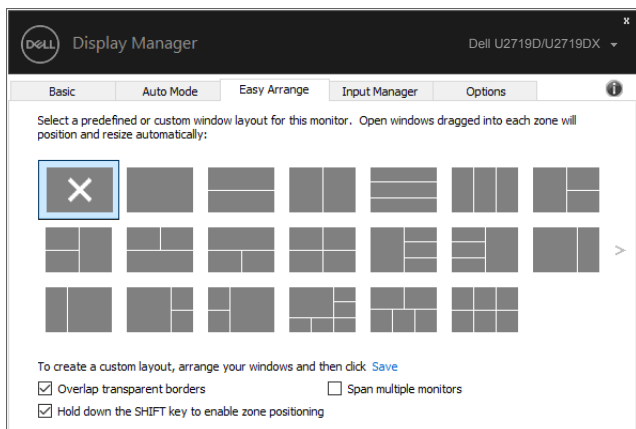 x
DELL Display Manager Dell U2719D/U2719DX
Basic Auto Mode Easy Arrange Input Manager Options i
Select a predefined or custom window layout for this monitor. Open windows dragged into each zone will
position and resize automatically:
>
To create a custom layout, arrange your windows and then click Save
Overlap transparent borders Span multiple monitors
Hold down the SHIFT key to enable zone positioning